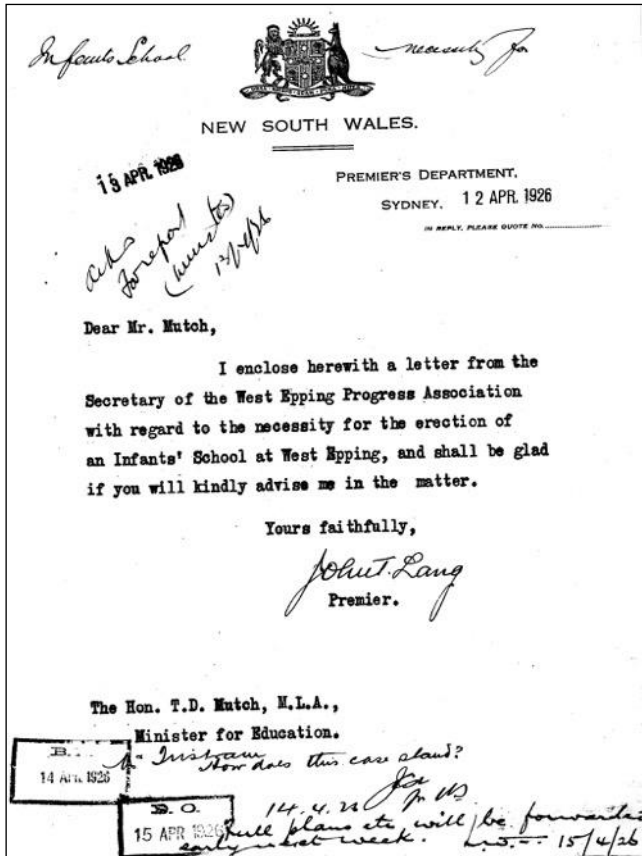 Infants School
necessity for
NEW SOUTH WALES.
13 APR. 1926
PREMIER'S DEPARTMENT,
SYDNEY, 12 APR. 1926
IN REPLY, PLEASE QUOTE NO.
for report
13/4/26
Dear Mr. Mutch,
I enclose herewith a letter from the
Secretary of the West Epping Progress Association
with regard to the necessity for the erection of
an Infants' School at West Epping, and shall be glad
if you will kindly advise me in the matter.
Yours faithfully,
John T. Lang
Premier.
The Hon. T.D. Mutch, M.L.A.,
Minister for Education.
How does this case stand?
14 APR. 1926
14.4.26
B. O.
15 APR 1926
Full plans etc will be forwarded
early next week.
15/4/26